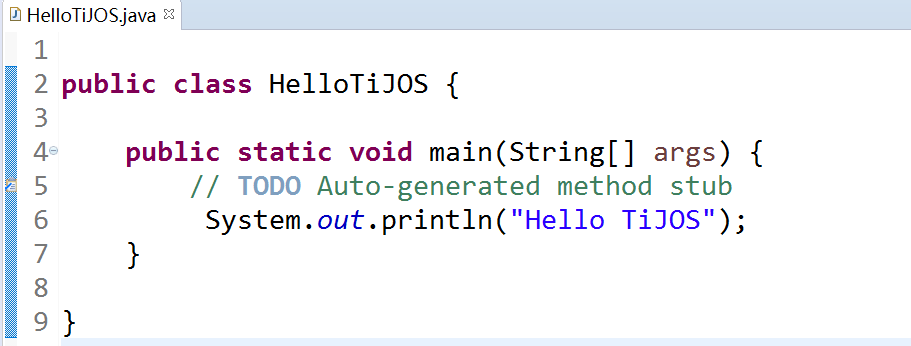 HelloTiJOS.java
1
2 public class HelloTiJOS {
3
4     public static void main(String[] args) {
5         // TODO Auto-generated method stub
6          System.out.println("Hello TiJOS");
7     }
8
9 }